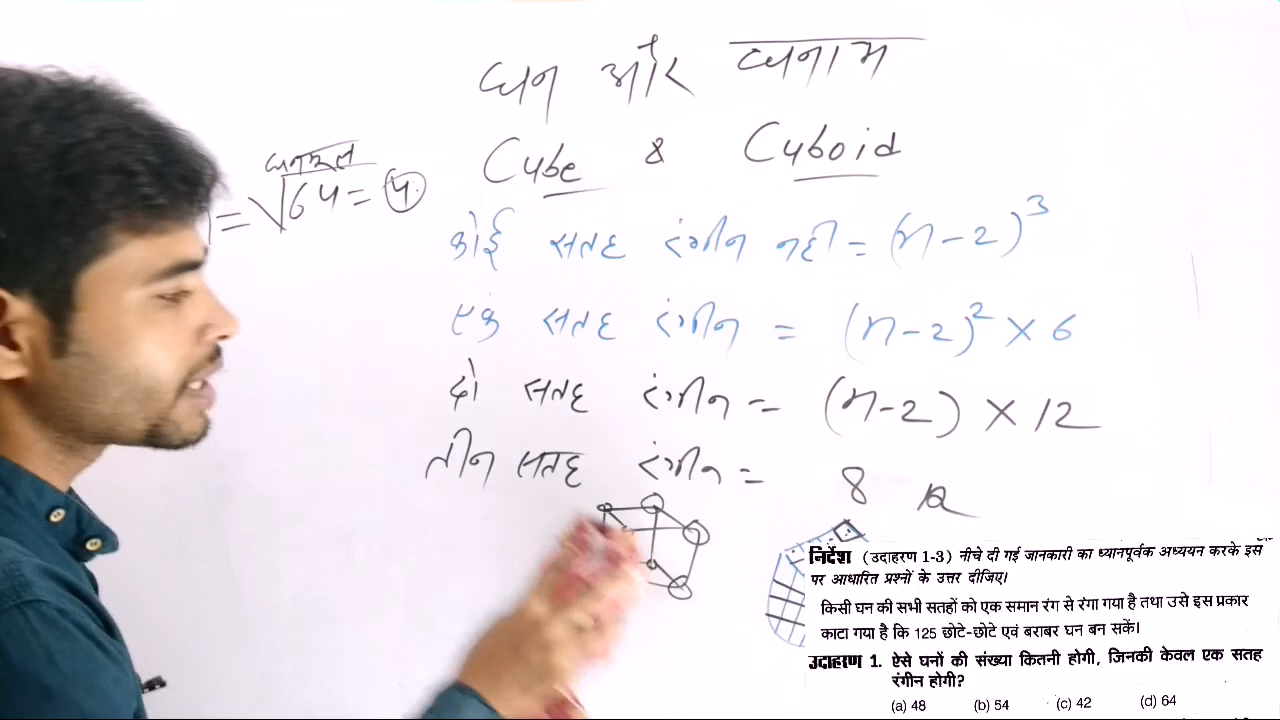 घन और घनाभ
Cube & Cuboid
घनमूल
= √64 = 4
कोई सतह रंगीन नही = (n-2)³
एक सतह रंगीन = (n-2)² × 6
दो सतह रंगीन = (n-2) × 12
तीन सतह रंगीन = 8
निर्देश (उदाहरण 1-3) नीचे दी गई जानकारी का ध्यानपूर्वक अध्ययन करके इस
पर आधारित प्रश्नों के उत्तर दीजिए।
किसी घन की सभी सतहों को एक समान रंग से रंगा गया है तथा उसे इस प्रकार
काटा गया है कि 125 छोटे-छोटे एवं बराबर घन बन सकें।
उदाहरण 1. ऐसे घनों की संख्या कितनी होगी, जिनकी केवल एक सतह
रंगीन होगी?
(a) 48 (b) 54 (c) 42 (d) 64